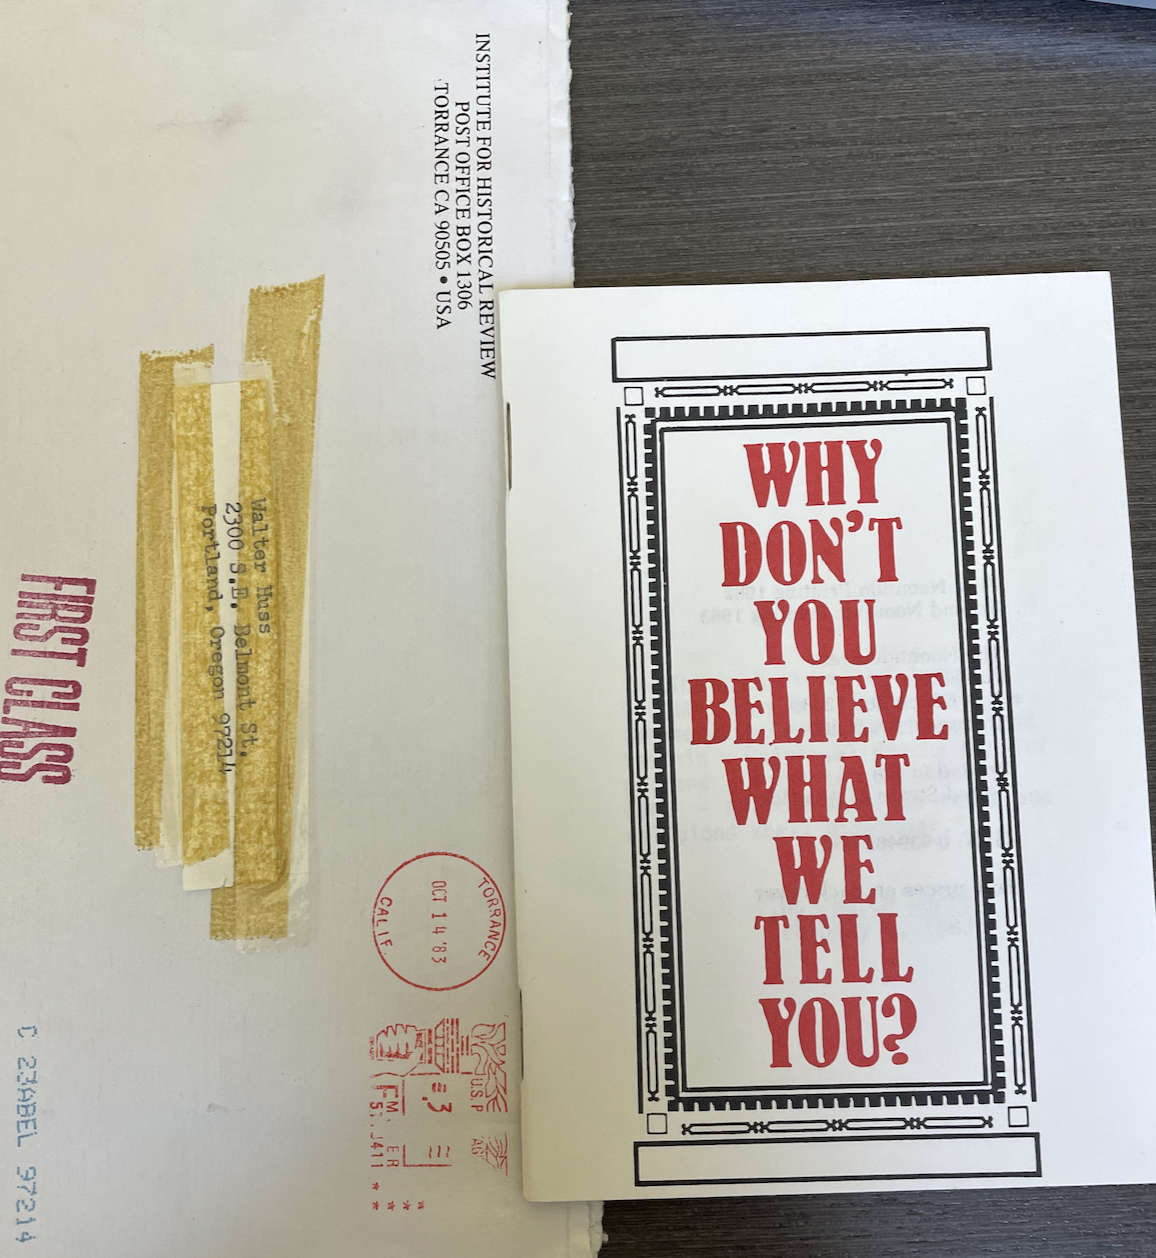 INSTITUTE FOR HISTORICAL REVIEW
POST OFFICE BOX 1306
TORRANCE CA 90505 • USA
Walter Huss
2300 S.E. Belmont St.
Portland, Oregon 97214
FIRST CLASS
TORRANCE
OCT 14 '83
CALIF.
U.S.P
C 23ABEL 97214
WHY
DON'T
YOU
BELIEVE
WHAT
WE
TELL
YOU?